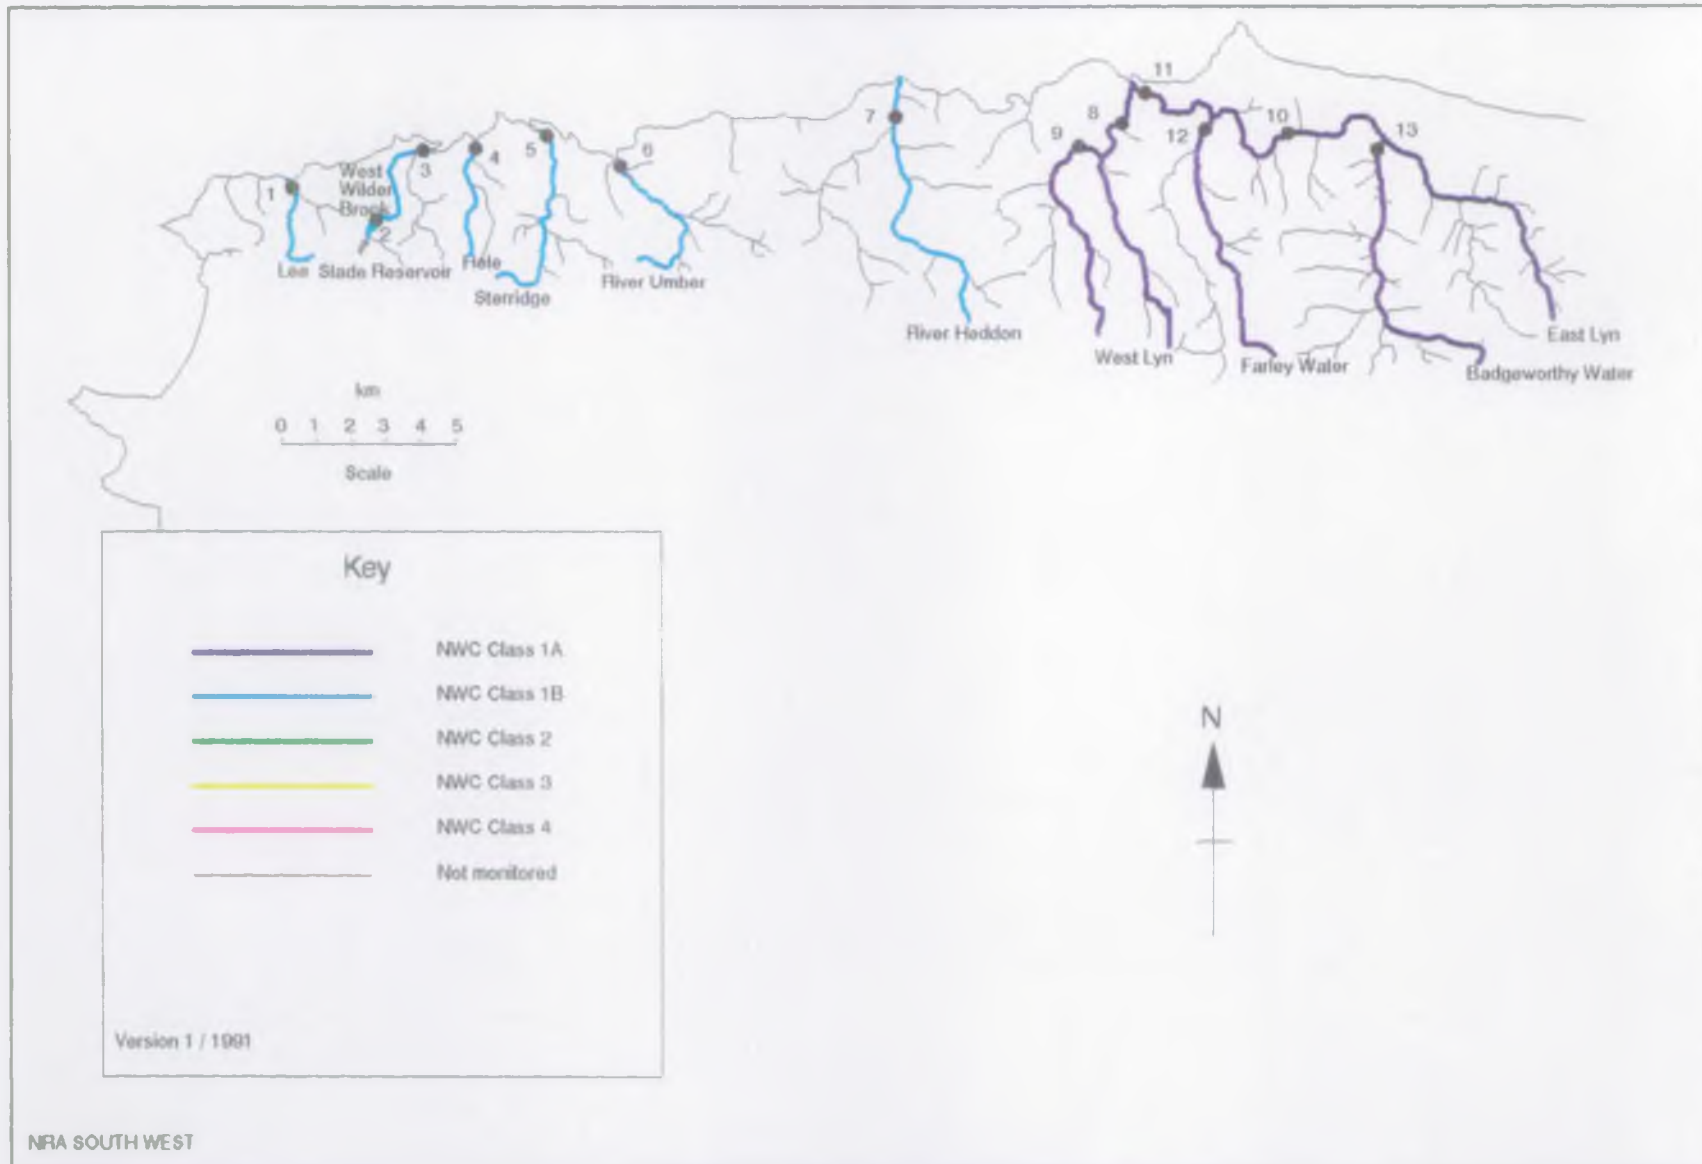 11
7
8
10
13
9
12
5
4
6
3
1
West
Wilder
Brook
2
Lee
Slade Reservoir
Hele
Sterridge
River Umber
River Heddon
West Lyn
Farley Water
East Lyn
Badgeworthy Water
km
0 1 2 3 4 5
Scale
Key
NWC Class 1A
NWC Class 1B
NWC Class 2
NWC Class 3
NWC Class 4
Not monitored
Version 1 / 1991
N
NRA SOUTH WEST